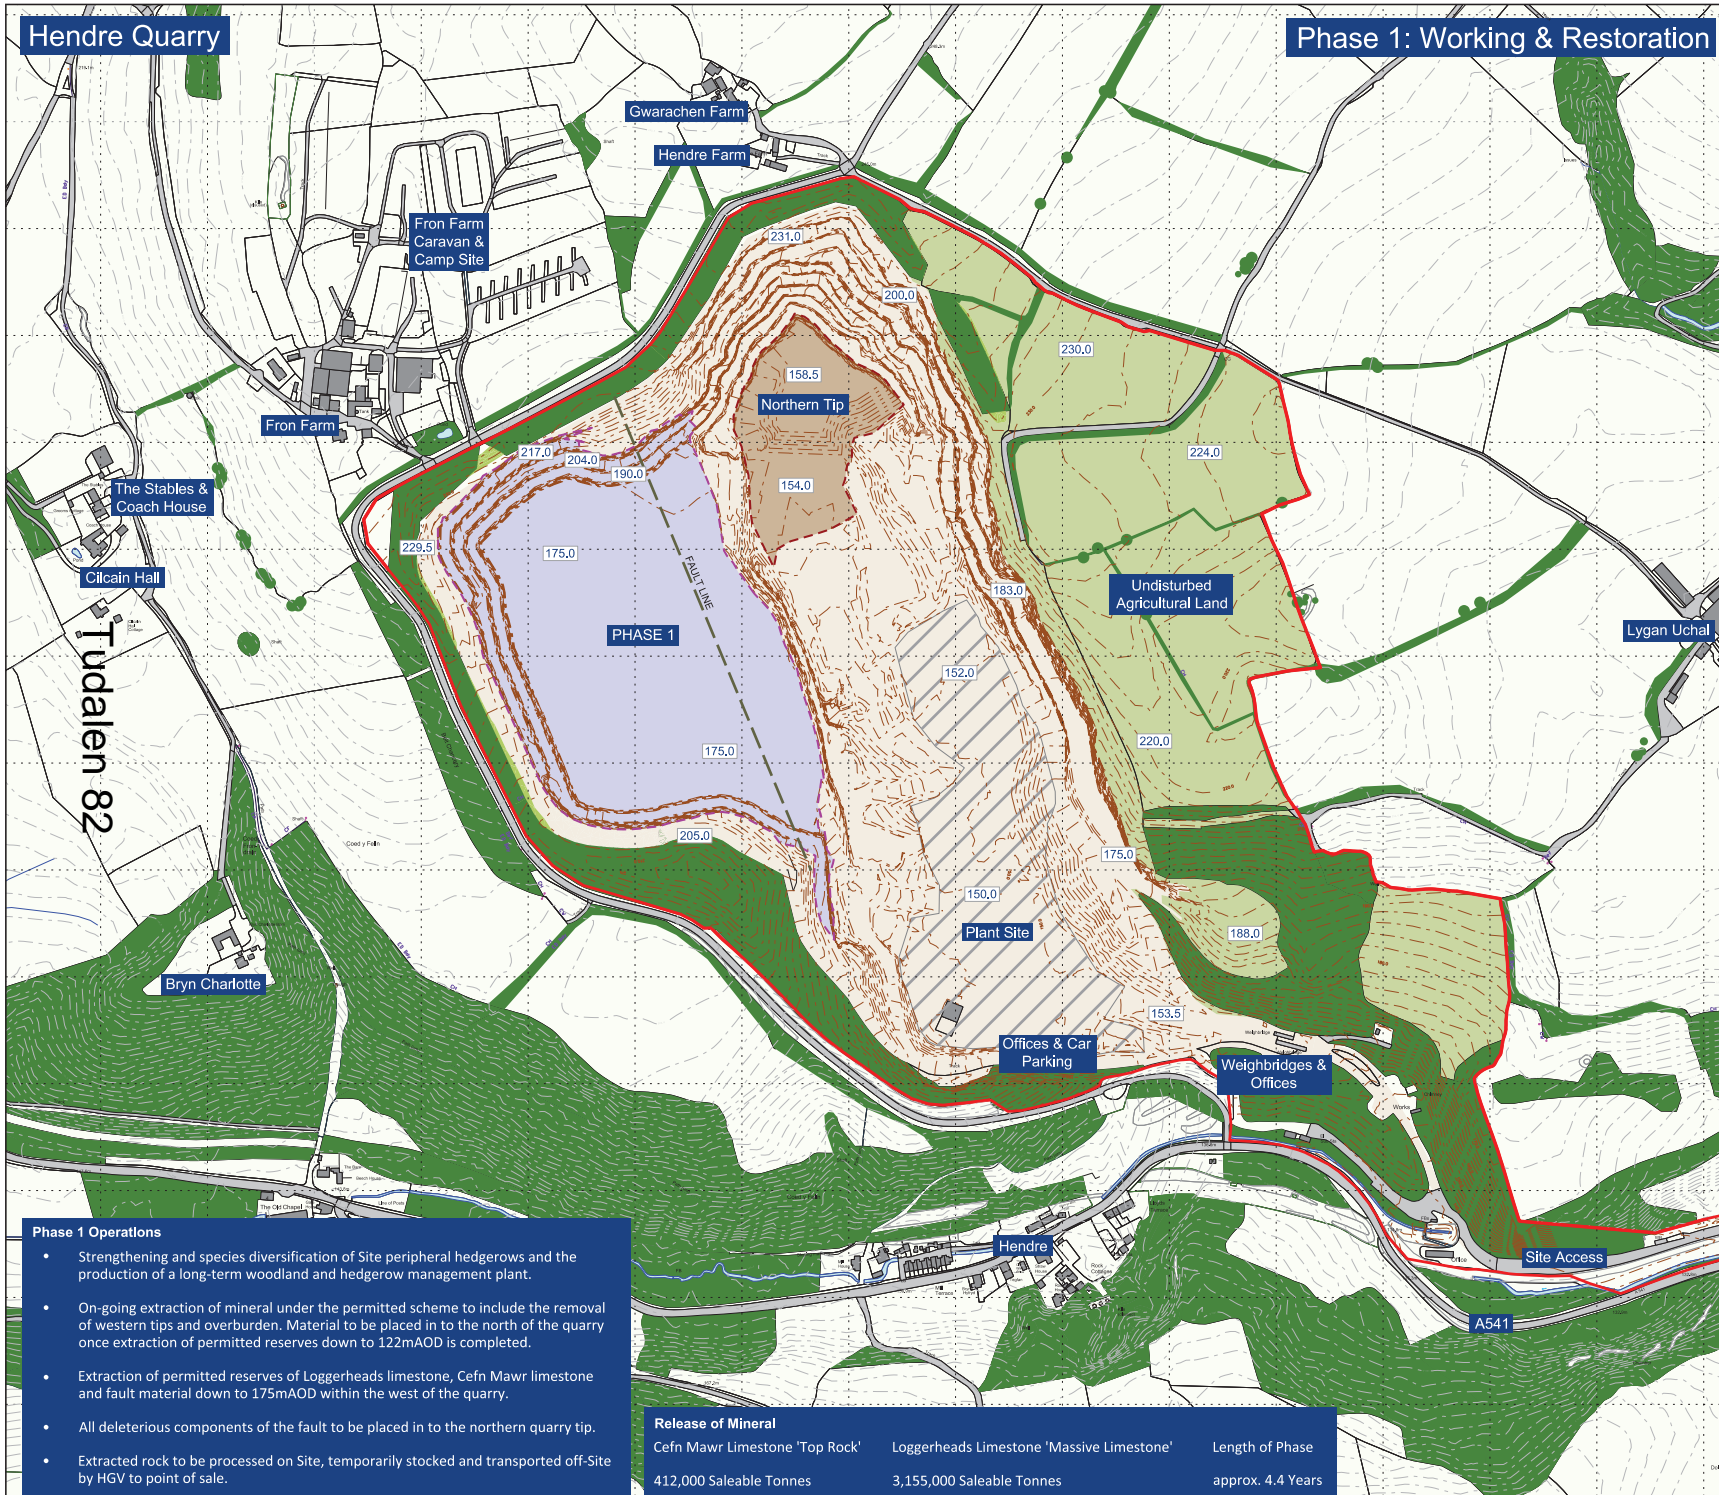 Hendre Quarry
Phase 1: Working & Restoration
Gwarachen Farm
Hendre Farm
Fron Farm
Caravan &
Camp Site
231.0
200.0
230.0
158.5
Northern Tip
Fron Farm
217.0
204.0
190.0
224.0
154.0
The Stables &
Coach House
229.5
175.0
FAULT LINE
Cilcain Hall
183.0
Undisturbed
Agricultural Land
PHASE 1
Lygan Uchal
Tudalen 82
152.0
175.0
220.0
205.0
175.0
Coed y Felin
150.0
Plant Site
188.0
Bryn Charlotte
153.5
Offices & Car
Parking
Weighbridges &
Offices
Works
The Old Chapel
Hendre
Office
Site Access
A541
Phase 1 Operations
• Strengthening and species diversification of Site peripheral hedgerows and the
production of a long-term woodland and hedgerow management plant.
• On-going extraction of mineral under the permitted scheme to include the removal
of western tips and overburden. Material to be placed in to the north of the quarry
once extraction of permitted reserves down to 122mAOD is completed.
• Extraction of permitted reserves of Loggerheads limestone, Cefn Mawr limestone
and fault material down to 175mAOD within the west of the quarry.
• All deleterious components of the fault to be placed in to the northern quarry tip.
• Extracted rock to be processed on Site, temporarily stocked and transported off-Site
by HGV to point of sale.
Release of Mineral
Cefn Mawr Limestone 'Top Rock' Loggerheads Limestone 'Massive Limestone' Length of Phase
412,000 Saleable Tonnes 3,155,000 Saleable Tonnes approx. 4.4 Years